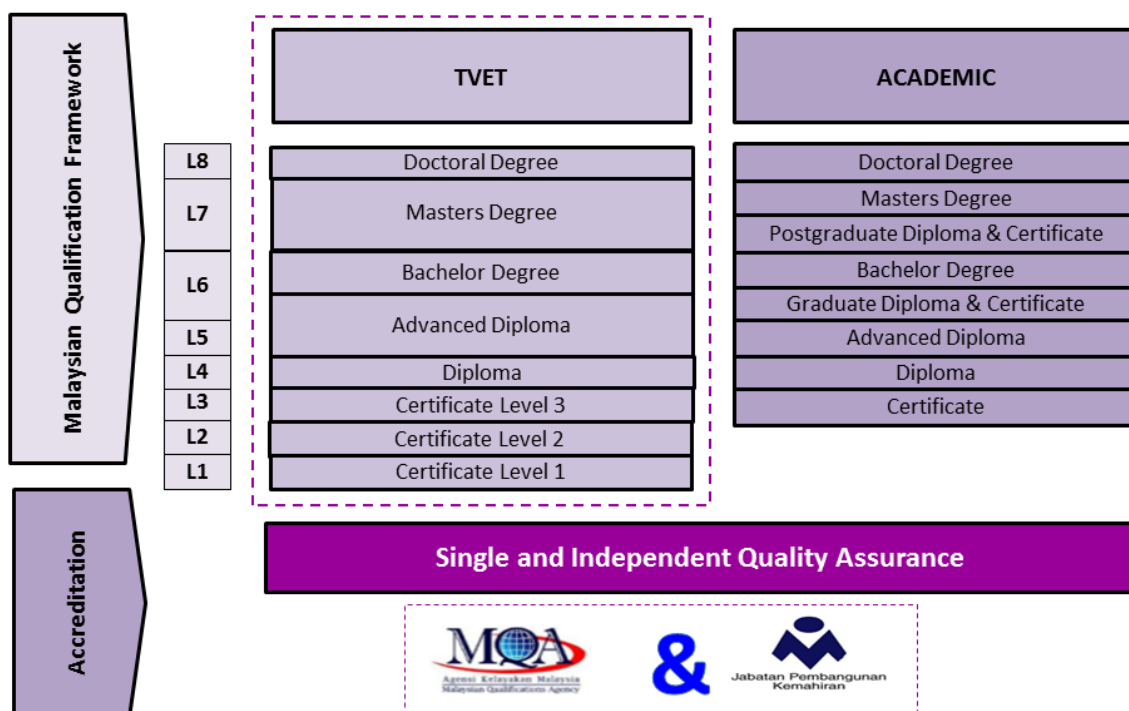 Malaysian Qualification Framework
TVET
ACADEMIC
L8
Doctoral Degree
Doctoral Degree
L7
Masters Degree
Masters Degree
Postgraduate Diploma & Certificate
L6
Bachelor Degree
Bachelor Degree
Graduate Diploma & Certificate
L5
Advanced Diploma
Advanced Diploma
L4
Diploma
Diploma
L3
Certificate Level 3
Certificate
L2
Certificate Level 2
L1
Certificate Level 1
Accreditation
Single and Independent Quality Assurance
MQA
Agensi Kelayakan Malaysia
Malaysian Qualifications Agency
&
Jabatan Pembangunan
Kemahiran